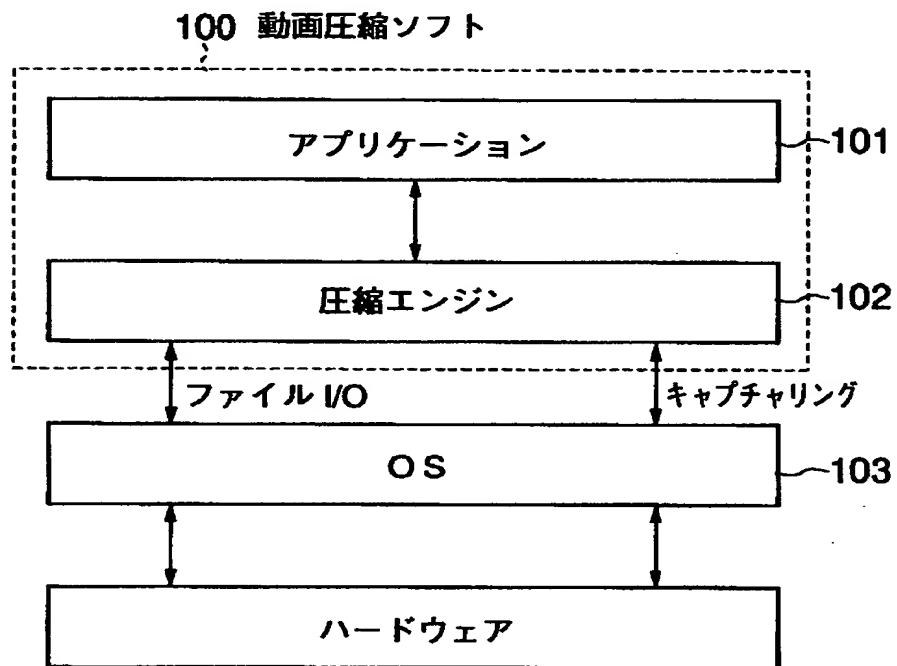 100 動画圧縮ソフト
アプリケーション
101
圧縮エンジン
102
ファイル I/O
キャプチャリング
OS
103
ハードウェア